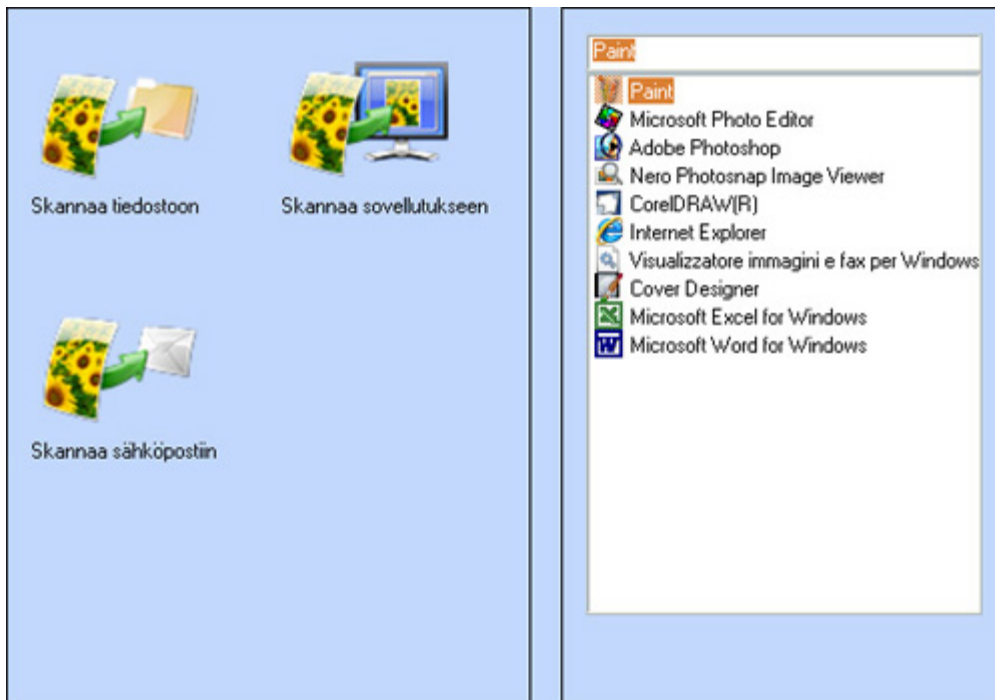 Skannaa tiedostoon
Skannaa sovellutukseen
Skannaa sähköpostiin
Paint
Paint
Microsoft Photo Editor
Adobe Photoshop
Nero Photosnap Image Viewer
CorelDRAW(R)
Internet Explorer
Visualizzatore immagini e fax per Windows
Cover Designer
Microsoft Excel for Windows
Microsoft Word for Windows